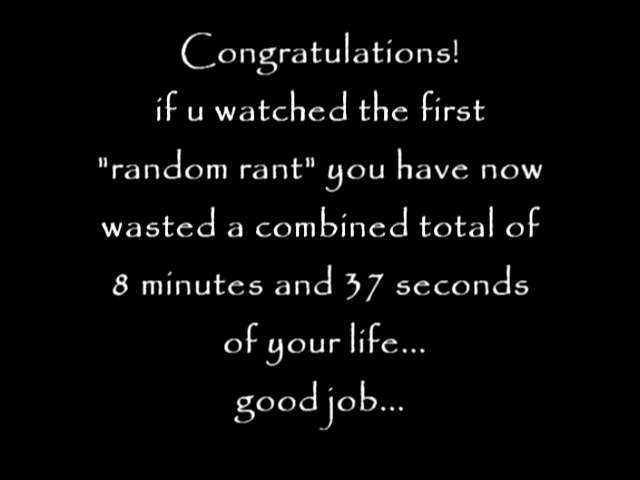 Congratulations!
if u watched the first
"random rant" you have now
wasted a combined total of
8 minutes and 37 seconds
of your life...
good job...